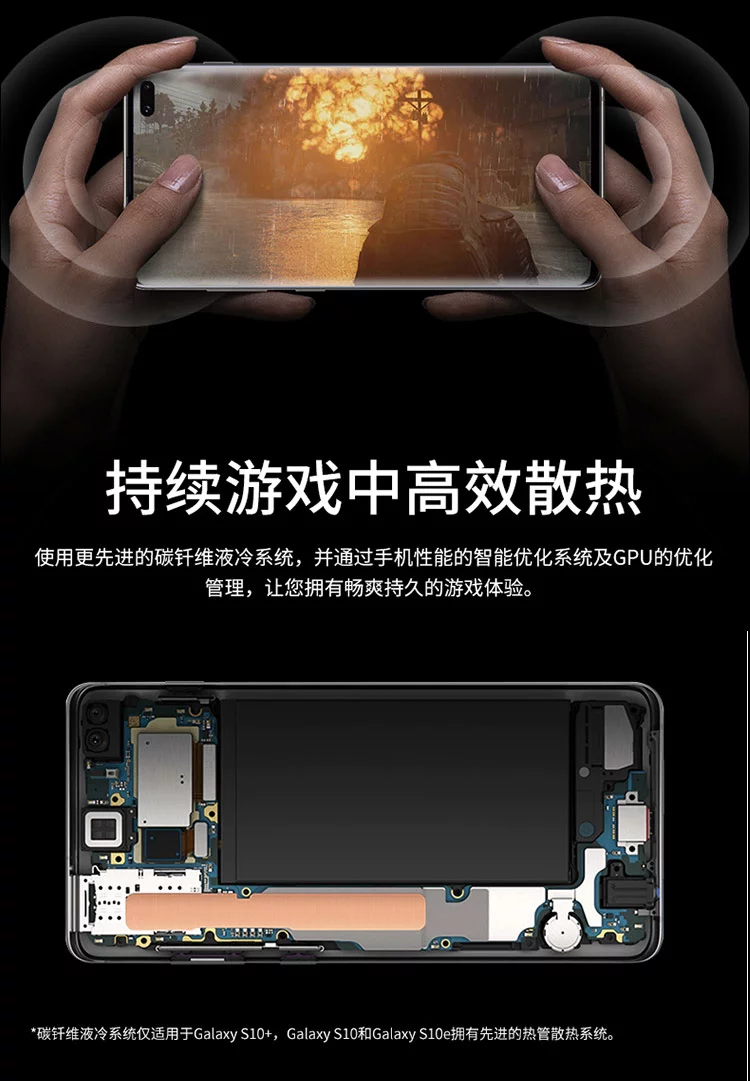 持续游戏中高效散热
使用更先进的碳钎维液冷系统，并通过手机性能的智能优化系统及GPU的优化
管理，让您拥有畅爽持久的游戏体验。
*碳钎维液冷系统仅适用于Galaxy S10+，Galaxy S10和Galaxy S10e拥有先进的热管散热系统。